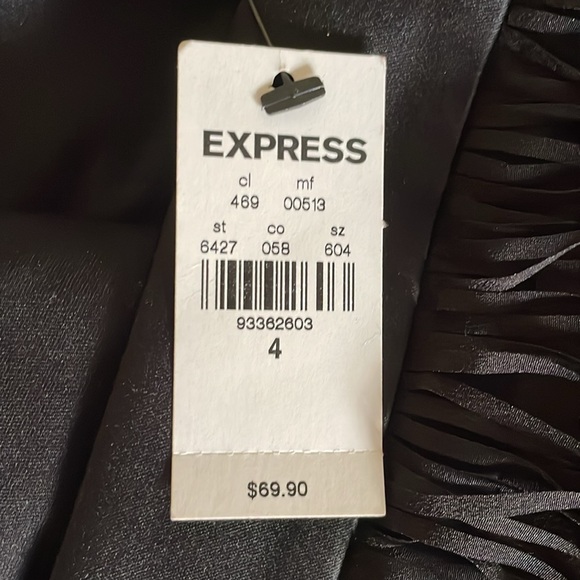 EXPRESS
cl mf
469 00513
st co sz
6427 058 604
93362603
4
$69.90